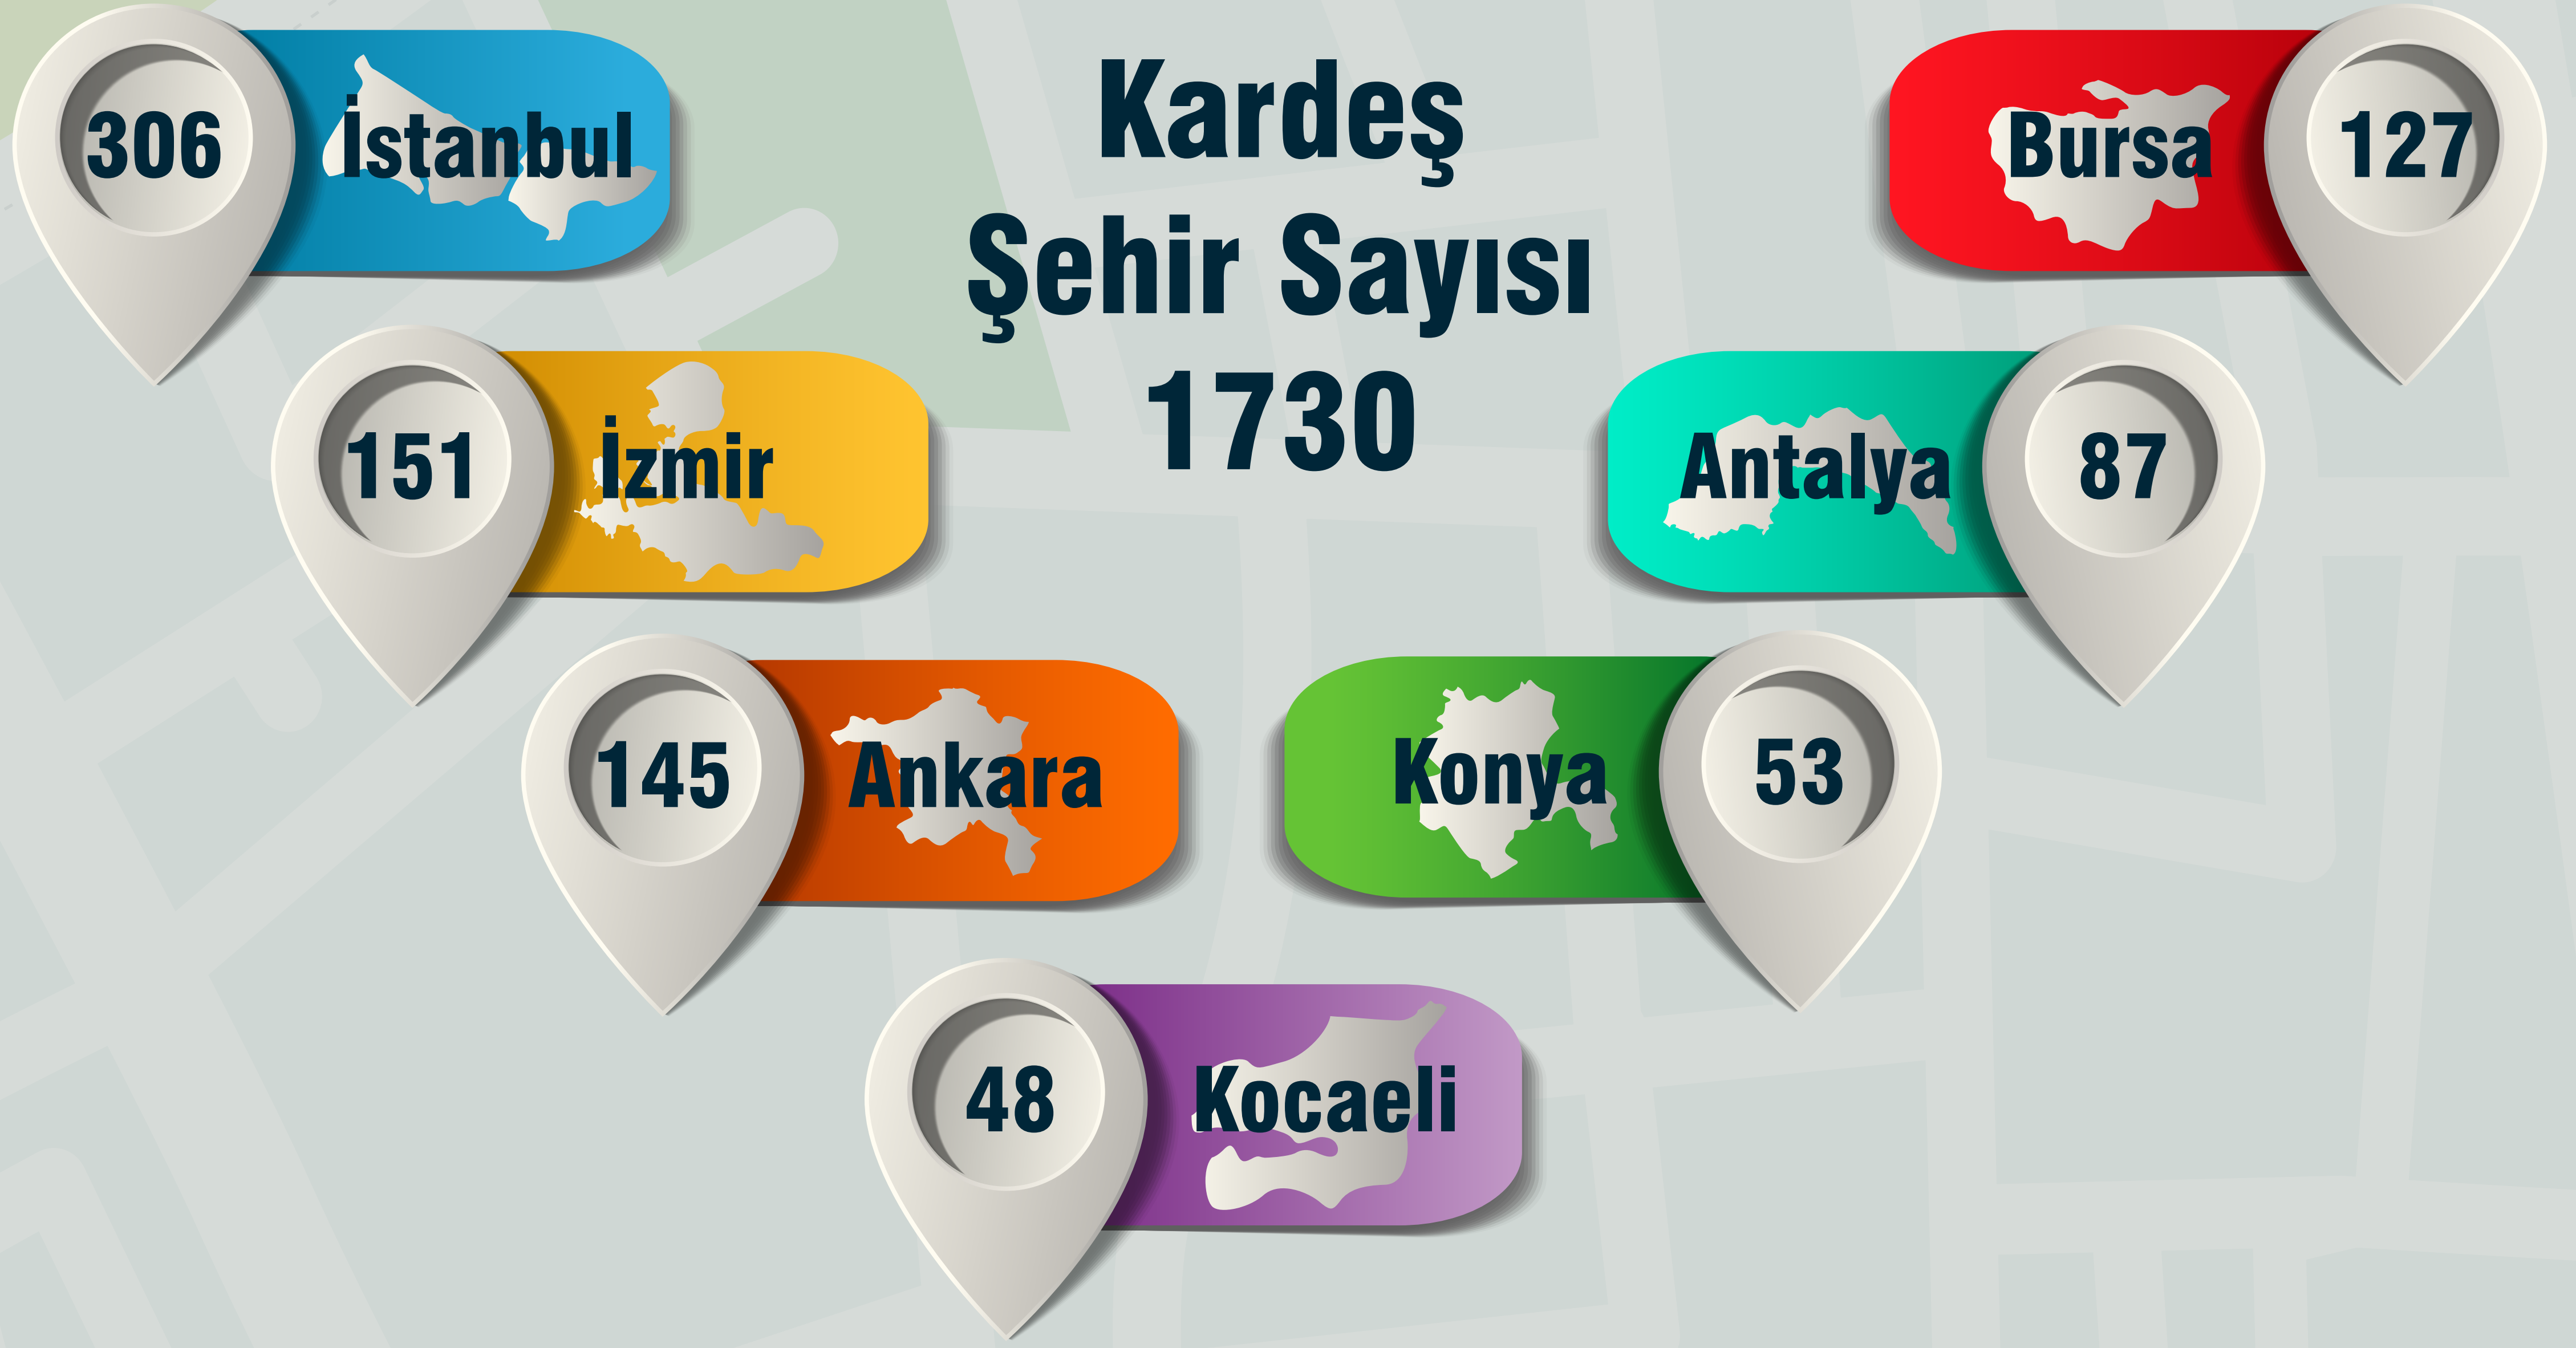 Kardeş
Şehir Sayısı
1730
306 İstanbul
Bursa 127
151 İzmir
Antalya 87
145 Ankara
Konya 53
48 Kocaeli